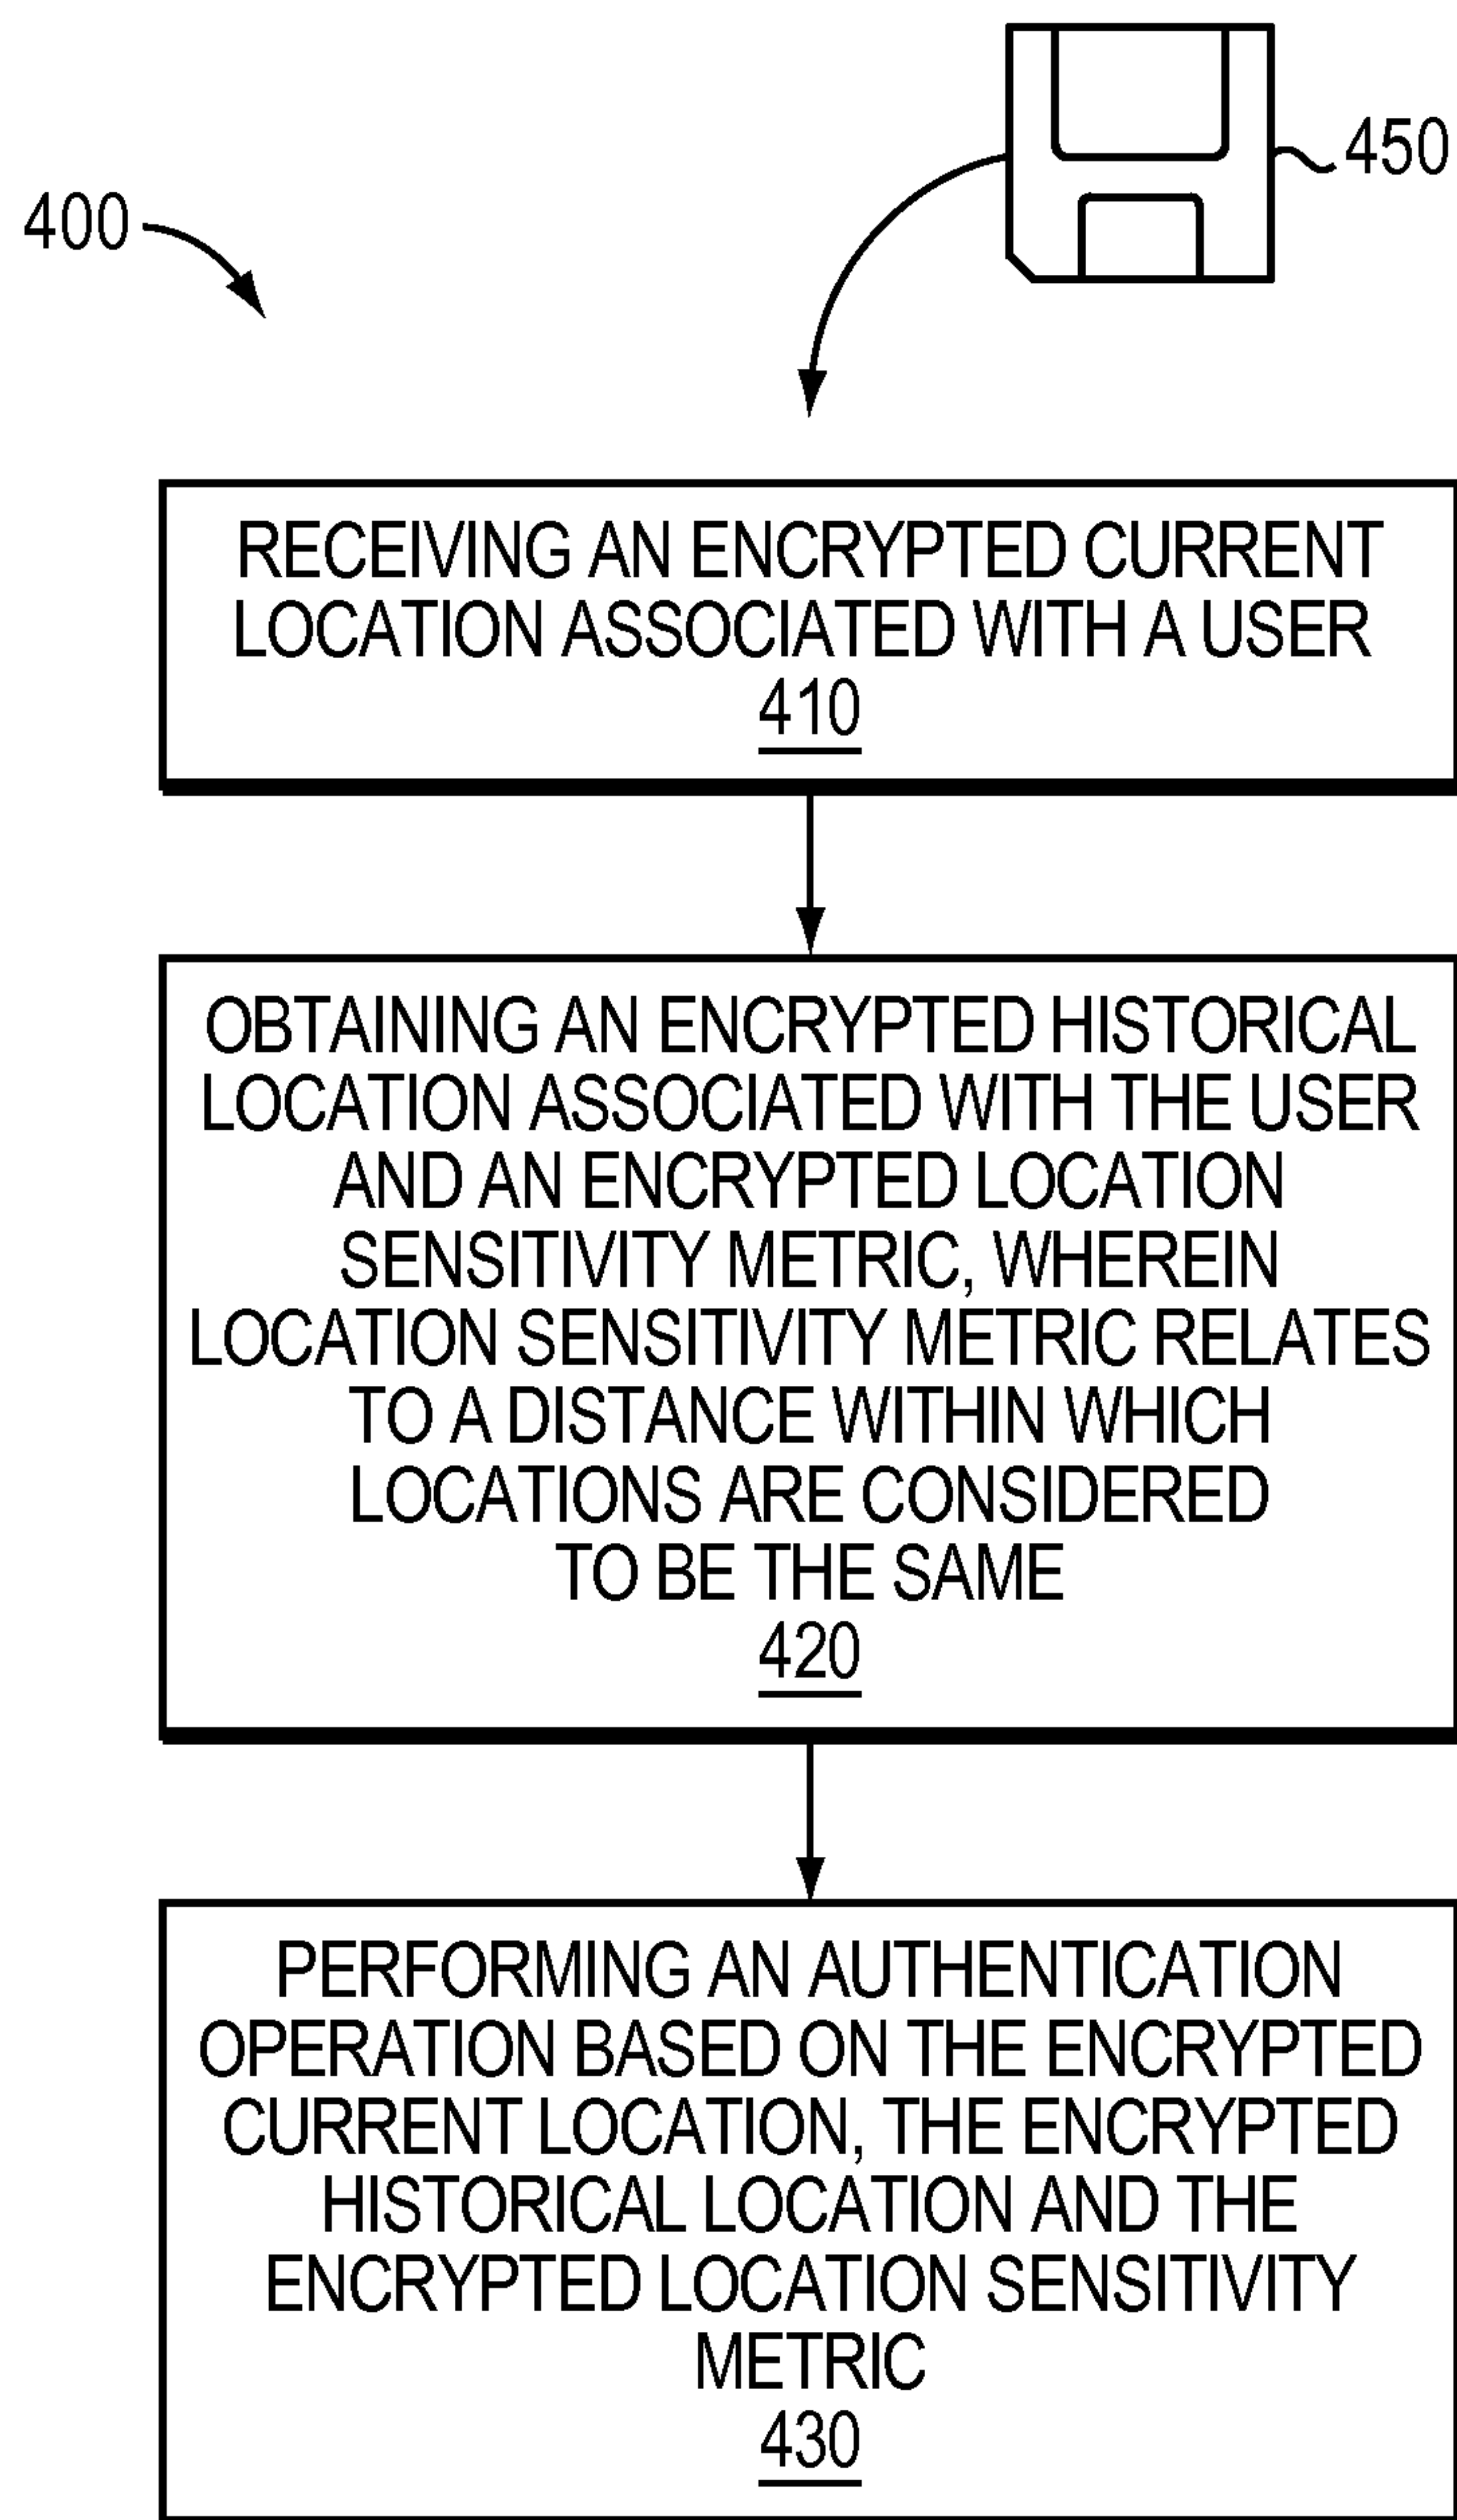 450
400
RECEIVING AN ENCRYPTED CURRENT
LOCATION ASSOCIATED WITH A USER
410
OBTAINING AN ENCRYPTED HISTORICAL
LOCATION ASSOCIATED WITH THE USER
AND AN ENCRYPTED LOCATION
SENSITIVITY METRIC, WHEREIN
LOCATION SENSITIVITY METRIC RELATES
TO A DISTANCE WITHIN WHICH
LOCATIONS ARE CONSIDERED
TO BE THE SAME
420
PERFORMING AN AUTHENTICATION
OPERATION BASED ON THE ENCRYPTED
CURRENT LOCATION, THE ENCRYPTED
HISTORICAL LOCATION AND THE
ENCRYPTED LOCATION SENSITIVITY
METRIC
430